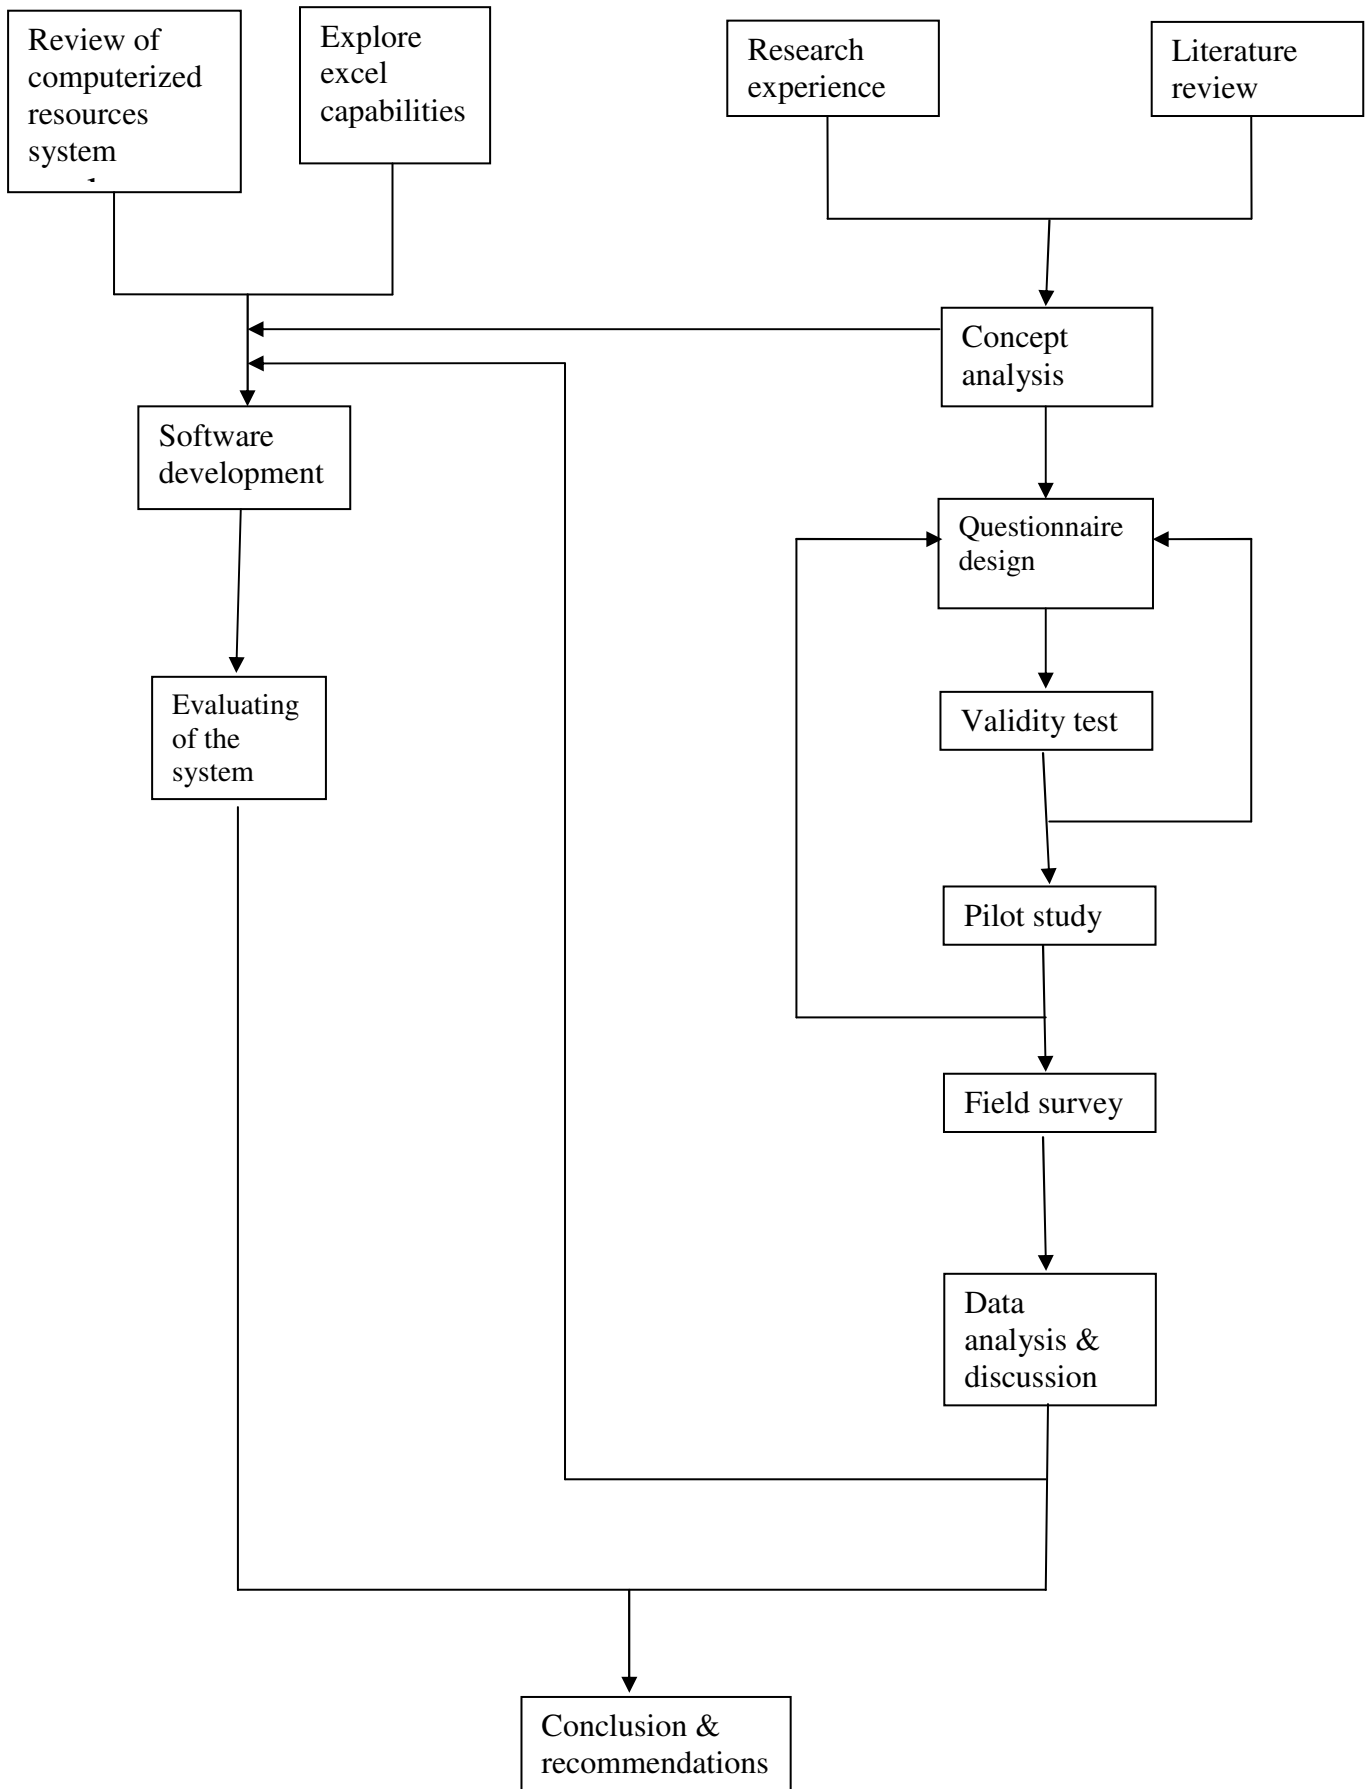 Review of
computerized
resources
system
Explore
excel
capabilities
Research
experience
Literature
review
Concept
analysis
Software
development
Questionnaire
design
Evaluating
of the
system
Validity test
Pilot study
Field survey
Data
analysis &
discussion
Conclusion &
recommendations